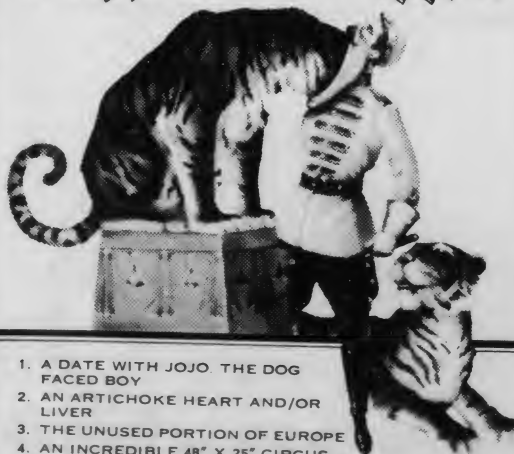 1. A DATE WITH JOJO. THE DOG
FACED BOY
2. AN ARTICHOKE HEART AND/OR
LIVER
3. THE UNUSED PORTION OF EUROPE
4. AN INCREDIBLE 48" X 25" CIRCUS